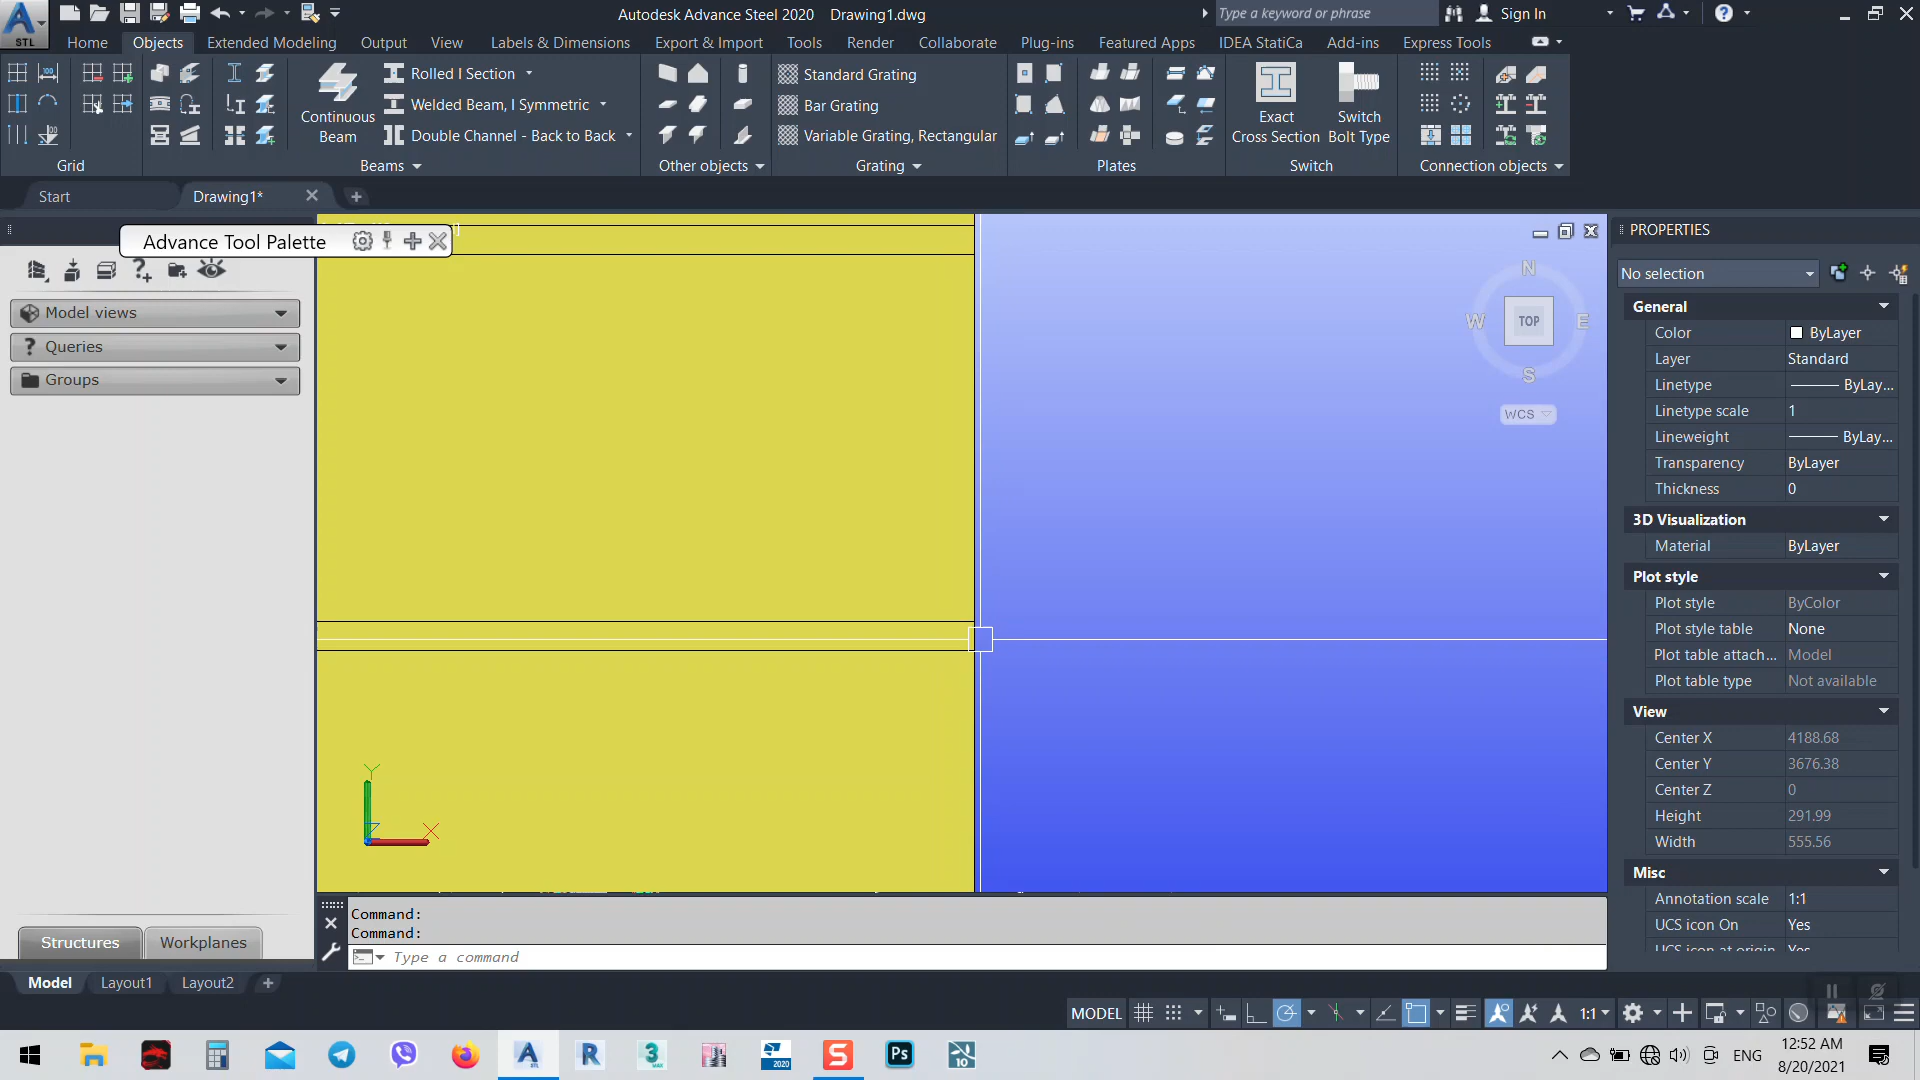 Autodesk Advance Steel 2020 Drawing1.dwg
Type a keyword or phrase
Sign In
STL
Home Objects Extended Modeling Output View Labels & Dimensions Export & Import Tools Render Collaborate Plug-ins Featured Apps IDEA StatiCa Add-ins Express Tools
Continuous
Beam
Rolled I Section
Welded Beam, I Symmetric
Double Channel - Back to Back
Standard Grating
Bar Grating
Variable Grating, Rectangular
Exact
Cross Section
Switch
Bolt Type
Grid Beams Other objects Grating Plates Switch Connection objects
Start Drawing1*
Advance Tool Palette
Model views
Queries
Groups
Structures Workplanes
N
W TOP E
S
WCS
Y
Z X
PROPERTIES
No selection
General
Color ByLayer
Layer Standard
Linetype ByLay...
Linetype scale 1
Lineweight ByLay...
Transparency ByLayer
Thickness 0
3D Visualization
Material ByLayer
Plot style
Plot style ByColor
Plot style table None
Plot table attach... Model
Plot table type Not available
View
Center X 4188.68
Center Y 3676.38
Center Z 0
Height 291.99
Width 555.56
Misc
Annotation scale 1:1
UCS icon On Yes
UCS icon at origin Yes
Command:
Command:
Type a command
Model Layout1 Layout2
MODEL 1:1
ENG
12:52 AM
8/20/2021